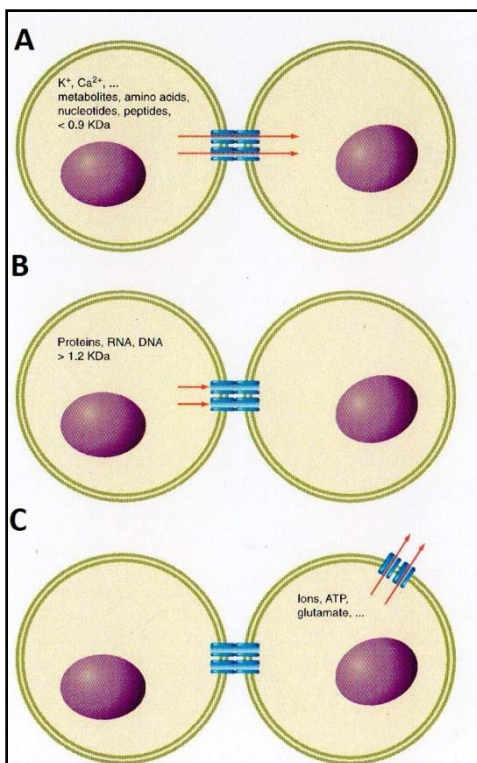 A
K⁺, Ca²⁺, ...
metabolites, amino acids,
nucleotides, peptides,
< 0.9 KDa
B
Proteins, RNA, DNA
> 1.2 KDa
C
Ions, ATP,
glutamate, ...